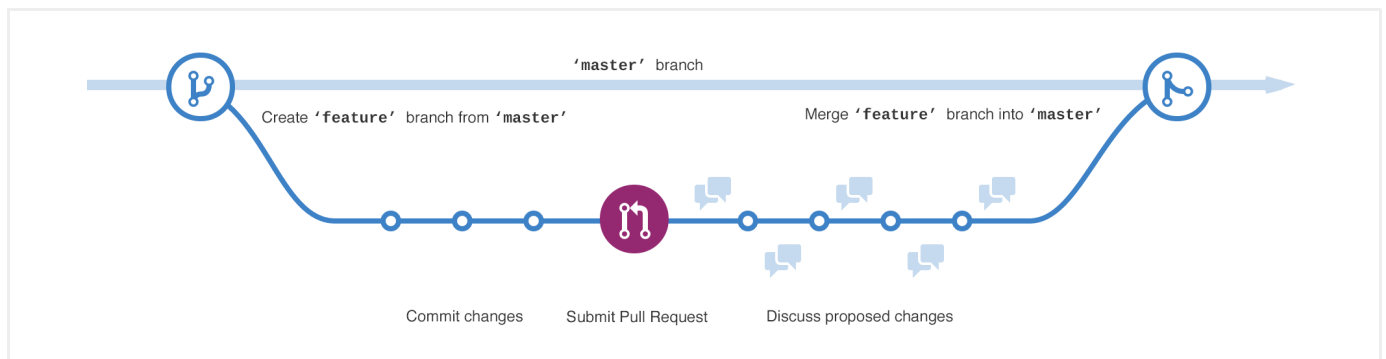 ‘master’ branch
Create ‘feature’ branch from ‘master’
Merge ‘feature’ branch into ‘master’
Commit changes
Submit Pull Request
Discuss proposed changes